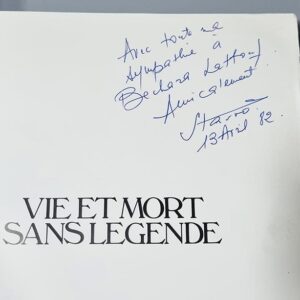 Avec toute ma
sympathie à
Bechara
Amicalement.
13 Avril 82.
VIE ET MORT
SANS LEGENDE